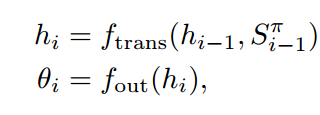 h_i = f_trans(h_{i−1}, S^π_{i−1})
θ_i = f_out(h_i),